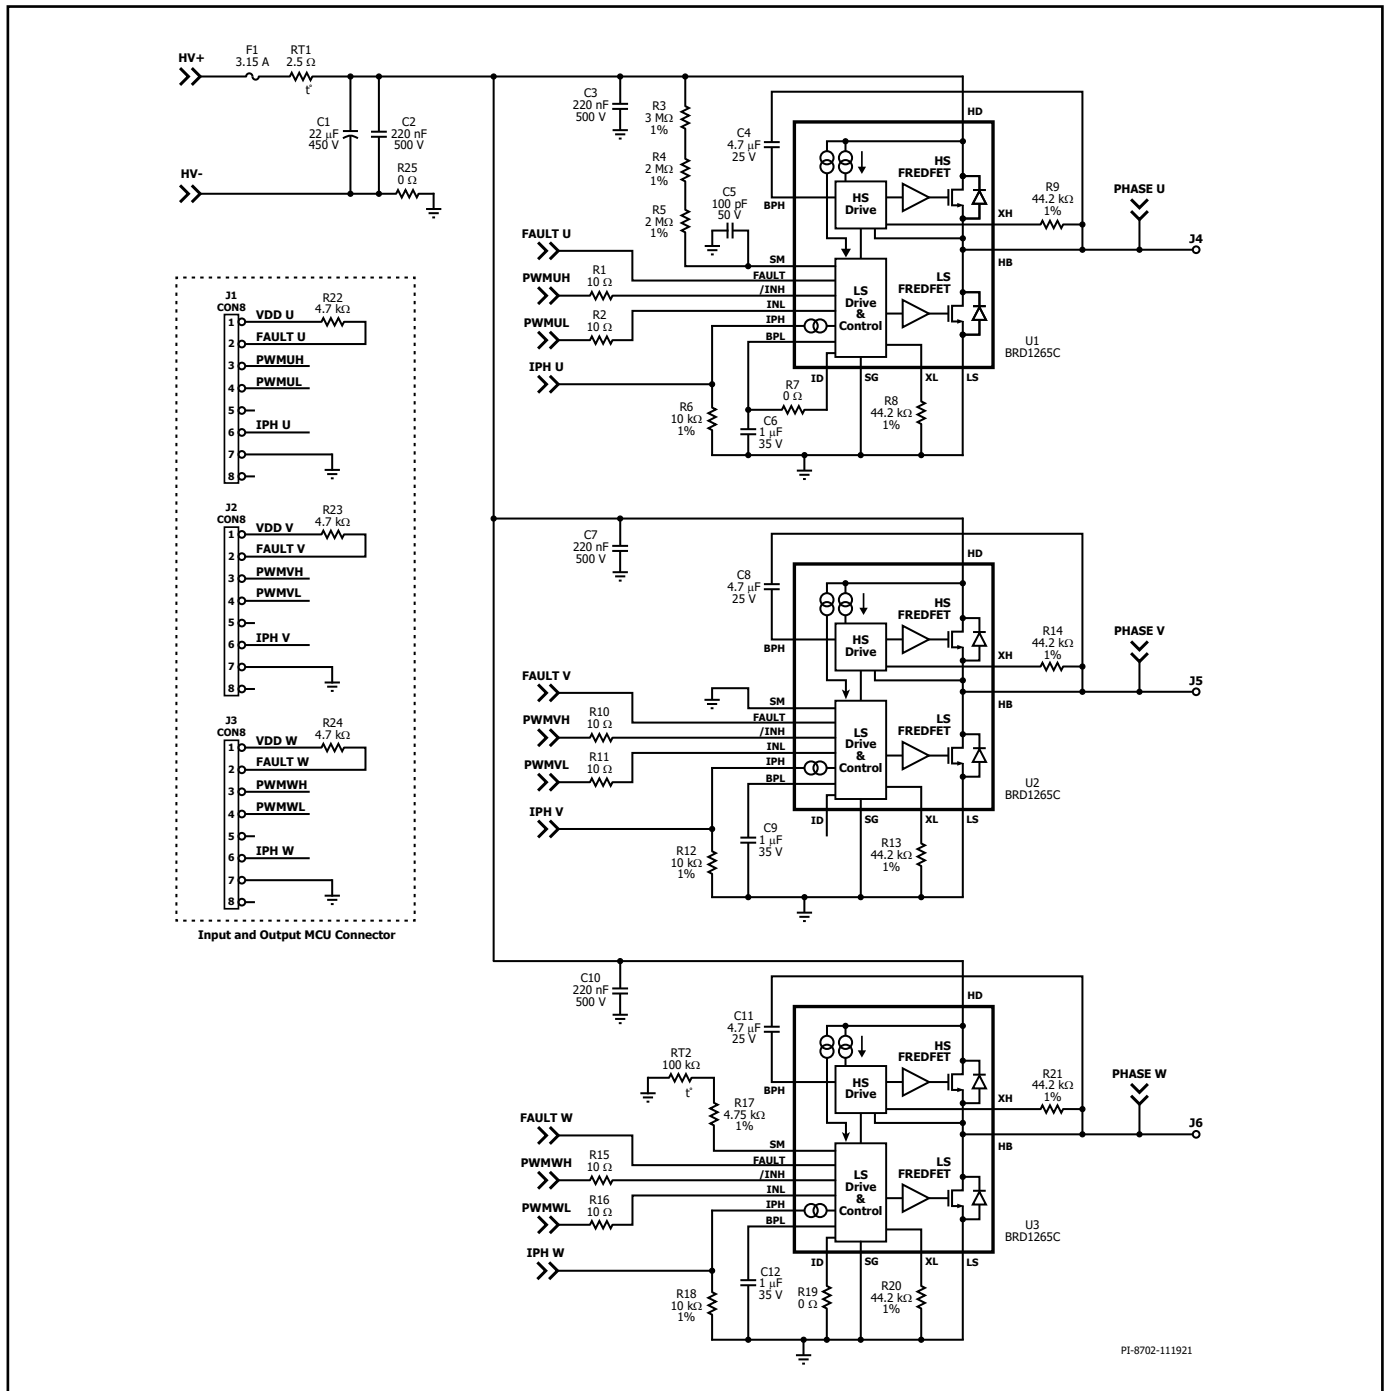 HV+
F1
3.15 A
RT1
2.5 Ω
t°
C1
22 µF
450 V
C2
220 nF
500 V
HV-
R25
0 Ω
C3
220 nF
500 V
R3
3 MΩ
1%
R4
2 MΩ
1%
R5
2 MΩ
1%
C5
100 pF
50 V
C4
4.7 µF
25 V
HD
HS
FREDFET
HS
Drive
BPH
XH
R9
44.2 kΩ
1%
PHASE U
J4
HB
FAULT U
PWMUH
R1
10 Ω
PWMUL
R2
10 Ω
IPH U
SM
FAULT
/INH
INL
IPH
BPL
LS
Drive
&
Control
LS
FREDFET
U1
BRD1265C
ID
SG
XL
LS
R7
0 Ω
R6
10 kΩ
1%
C6
1 µF
35 V
R8
44.2 kΩ
1%
J1
CON8
1 VDD U
R22
4.7 kΩ
2 FAULT U
3 PWMUH
4 PWMUL
5
6 IPH U
7
8
J2
CON8
1 VDD V
R23
4.7 kΩ
2 FAULT V
3 PWMVH
4 PWMVL
5
6 IPH V
7
8
J3
CON8
1 VDD W
R24
4.7 kΩ
2 FAULT W
3 PWMWH
4 PWMWL
5
6 IPH W
7
8
Input and Output MCU Connector
C7
220 nF
500 V
C8
4.7 µF
25 V
HD
HS
FREDFET
HS
Drive
BPH
XH
R14
44.2 kΩ
1%
PHASE V
J5
HB
FAULT V
PWMVH
R10
10 Ω
PWMVL
R11
10 Ω
IPH V
SM
FAULT
/INH
INL
IPH
BPL
LS
Drive
&
Control
LS
FREDFET
U2
BRD1265C
ID
SG
XL
LS
R12
10 kΩ
1%
C9
1 µF
35 V
R13
44.2 kΩ
1%
C10
220 nF
500 V
C11
4.7 µF
25 V
RT2
100 kΩ
t°
R17
4.75 kΩ
1%
HD
HS
FREDFET
HS
Drive
BPH
XH
R21
44.2 kΩ
1%
PHASE W
J6
HB
FAULT W
PWMWH
R15
10 Ω
PWMWL
R16
10 Ω
IPH W
SM
FAULT
/INH
INL
IPH
BPL
LS
Drive
&
Control
LS
FREDFET
U3
BRD1265C
ID
SG
XL
LS
R18
10 kΩ
1%
C12
1 µF
35 V
R19
0 Ω
R20
44.2 kΩ
1%
PI-8702-111921